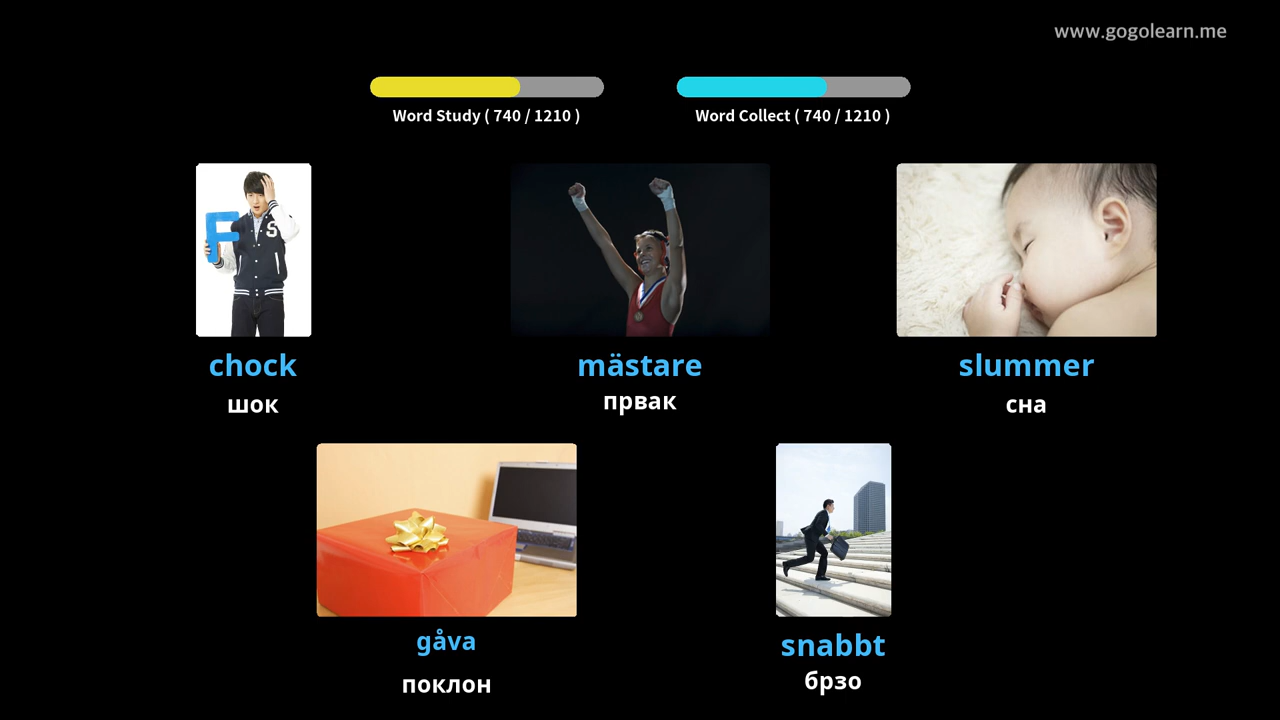 www.gogolearn.me
Word Study ( 740 / 1210 )
Word Collect ( 740 / 1210 )
F
S
chock
mästare
slummer
шок
првак
сна
gåva
snabbt
поклон
брзо